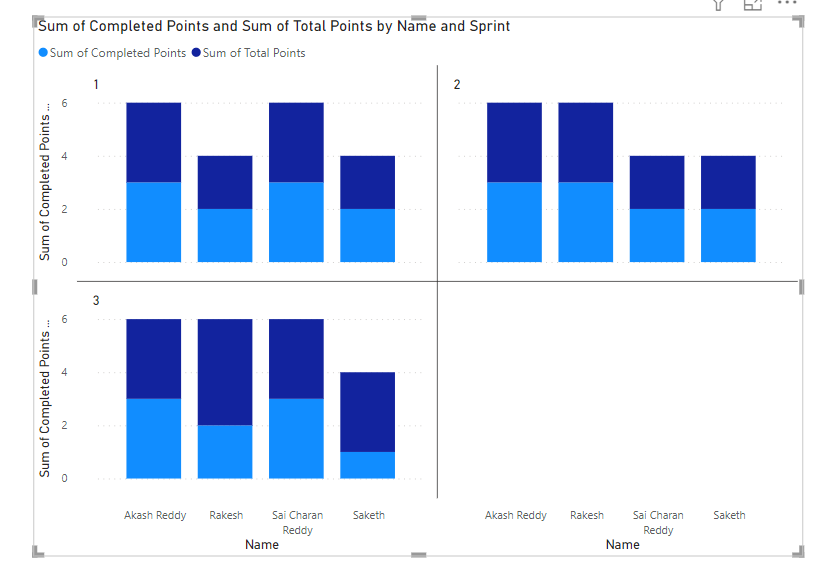 Sum of Completed Points and Sum of Total Points by Name and Sprint
Sum of Completed Points Sum of Total Points
1
2
Sum of Completed Points ...
6
4
2
0
3
Sum of Completed Points ...
6
4
2
0
Akash Reddy Rakesh Sai Charan Reddy Saketh
Akash Reddy Rakesh Sai Charan Reddy Saketh
Name
Name